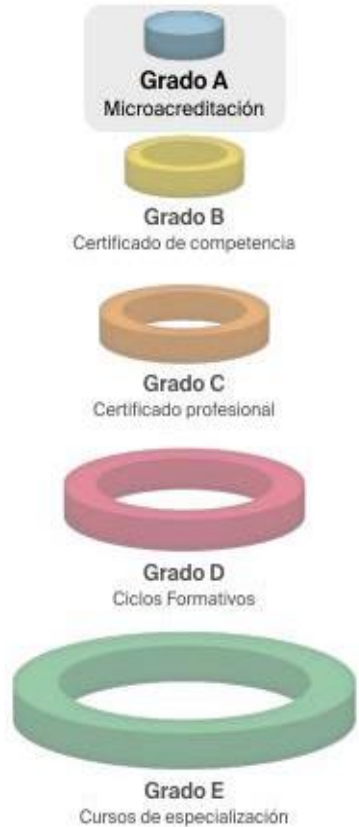 Grado A
Microacreditación
Grado B
Certificado de competencia
Grado C
Certificado profesional
Grado D
Ciclos Formativos
Grado E
Cursos de especialización